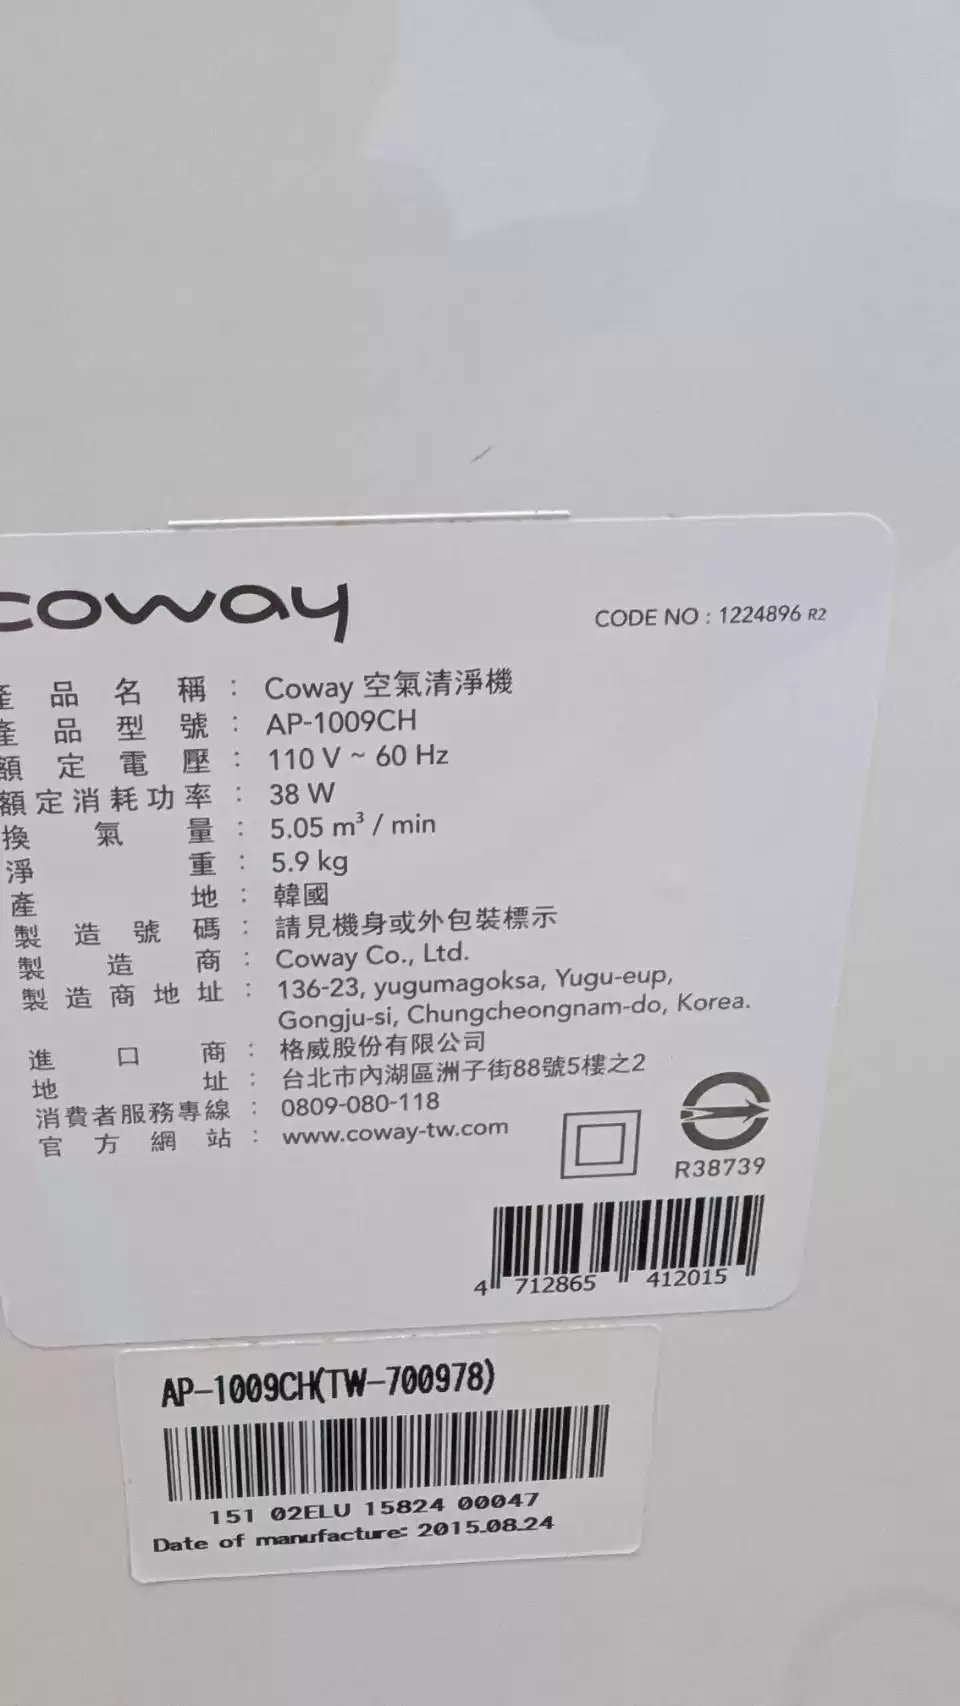 coway
CODE NO : 1224896 R2
產品名稱 : Coway 空氣清淨機
產品型號 : AP-1009CH
額定電壓 : 110 V ~ 60 Hz
額定消耗功率 : 38 W
換氣量 : 5.05 m³ / min
淨重 : 5.9 kg
產地 : 韓國
製造號碼 : 請見機身或外包裝標示
製造商 : Coway Co., Ltd.
製造商地址 : 136-23, yugumagoksa, Yugu-eup,
Gongju-si, Chungcheongnam-do, Korea.
進口商 : 格威股份有限公司
地址 : 台北市內湖區洲子街88號5樓之2
消費者服務專線 : 0809-080-118
官方網站 : www.coway-tw.com
R38739
4 712865 412015
AP-1009CH(TW-700978)
151 02ELU 15824 00047
Date of manufacture: 2015.08.24